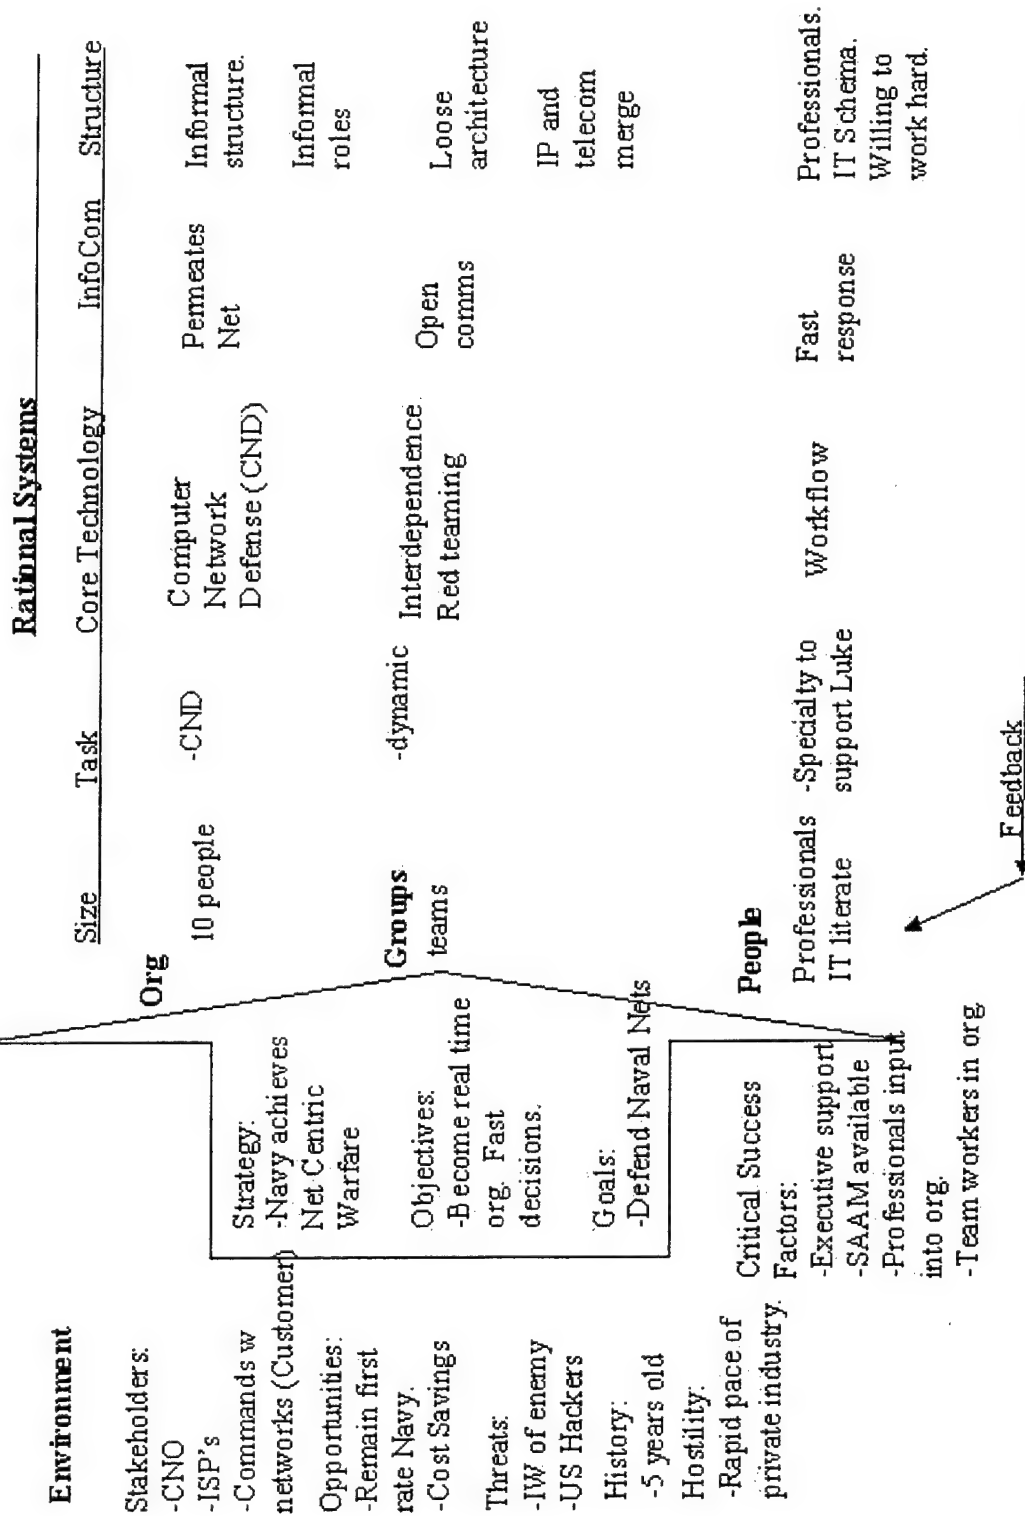 Rational Systems
Size Task Core Technology InfoCom Structure
Environment
Stakeholders:
-CNO
-ISP's
-Commands w
networks (Customer)
Opportunities:
-Remain first
rate Navy.
-Cost Savings
Threats:
-IW of enemy
-US Hackers
History:
-5 years old
Hostility:
-Rapid pace of
private industry.
Strategy:
-Navy achieves
Net Centric
Warfare
Objectives:
-Become real time
org. Fast
decisions.
Goals:
-Defend Naval Nets
Critical Success
Factors:
-Executive support
-SAAM available
-Professionals input
into org.
-Team workers in org.
Org
10 people
-CND
Computer
Network
Defense (CND)
Permeates
Net
Informal
structure.
Informal
roles
Groups
teams
-dynamic
Interdependence.
Red teaming
Open
comms
Loose
architecture
IP and
telecom
merge
People
Professionals
IT literate
-Specialty to
support Luke
Workflow
Fast
response
Professionals.
IT Schema.
Willing to
work hard.
Feedback